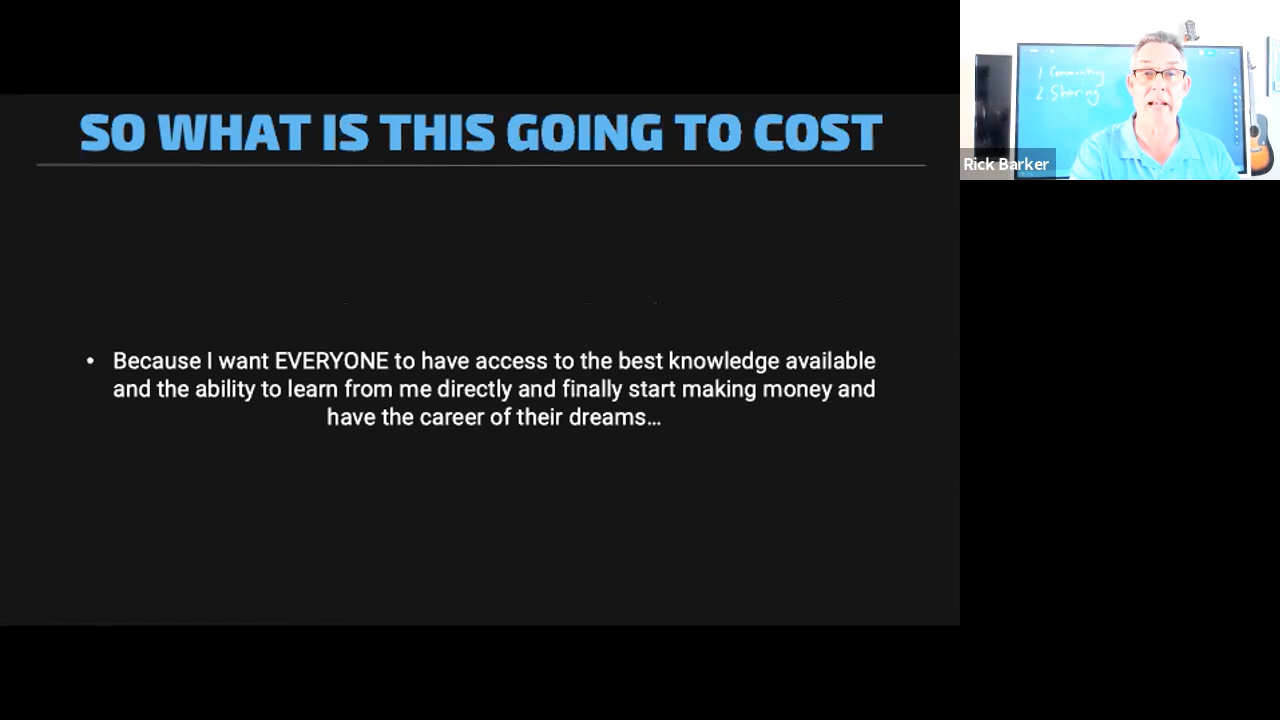 SO WHAT IS THIS GOING TO COST
• Because I want EVERYONE to have access to the best knowledge available
and the ability to learn from me directly and finally start making money and
have the career of their dreams...
1. Commenting
2. Sharing
Rick Barker